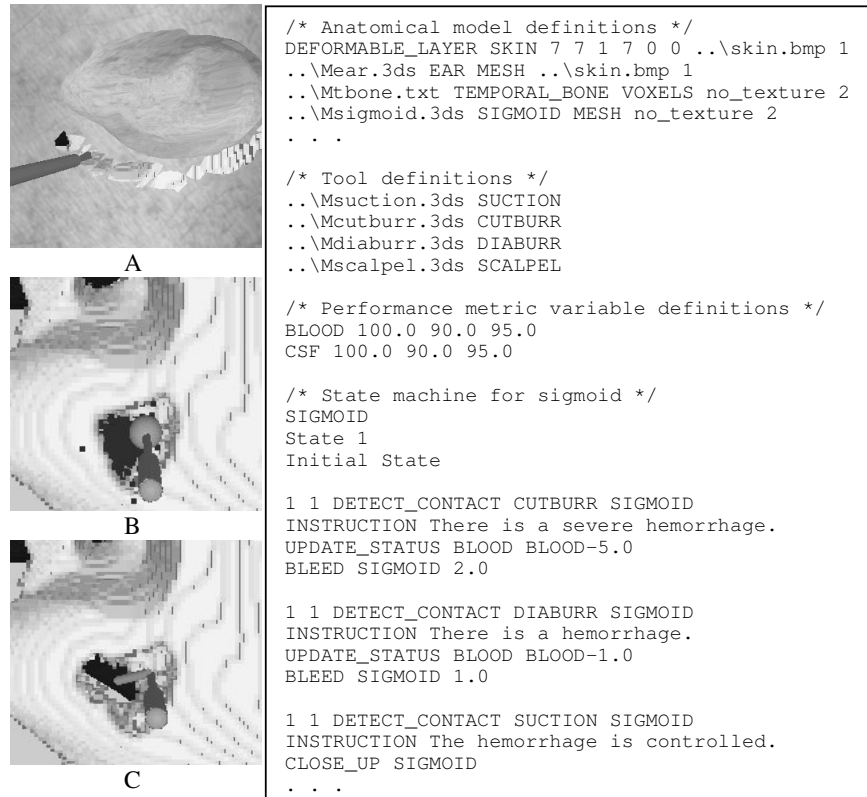 A
B
C
/* Anatomical model definitions */
DEFORMABLE_LAYER SKIN 7 7 1 7 0 0 ..\skin.bmp 1
..\Mear.3ds EAR MESH ..\skin.bmp 1
..\Mtbone.txt TEMPORAL_BONE VOXELS no_texture 2
..\Msigmoid.3ds SIGMOID MESH no_texture 2
. . .
/* Tool definitions */
..\Msuction.3ds SUCTION
..\Mcutburr.3ds CUTBURR
..\Mdiaburr.3ds DIABURR
..\Mscalpel.3ds SCALPEL
/* Performance metric variable definitions */
BLOOD 100.0 90.0 95.0
CSF 100.0 90.0 95.0
/* State machine for sigmoid */
SIGMOID
State 1
Initial State
1 1 DETECT_CONTACT CUTBURR SIGMOID
INSTRUCTION There is a severe hemorrhage.
UPDATE_STATUS BLOOD BLOOD-5.0
BLEED SIGMOID 2.0
1 1 DETECT_CONTACT DIABURR SIGMOID
INSTRUCTION There is a hemorrhage.
UPDATE_STATUS BLOOD BLOOD-1.0
BLEED SIGMOID 1.0
1 1 DETECT_CONTACT SUCTION SIGMOID
INSTRUCTION The hemorrhage is controlled.
CLOSE_UP SIGMOID
. . .